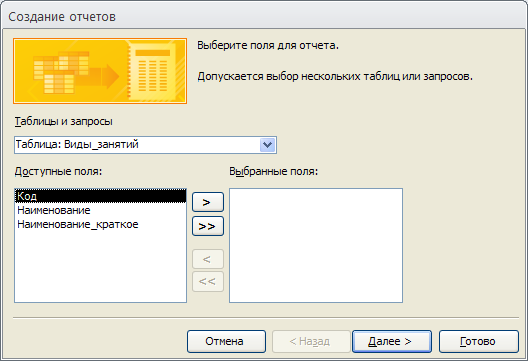 Создание отчетов
Выберите поля для отчета.
Допускается выбор нескольких таблиц или запросов.
Таблицы и запросы
Таблица: Виды_занятий
Доступные поля:
Выбранные поля:
Код
Наименование
Наименование_краткое
>
>>
<
<<
Отмена
< Назад
Далее >
Готово